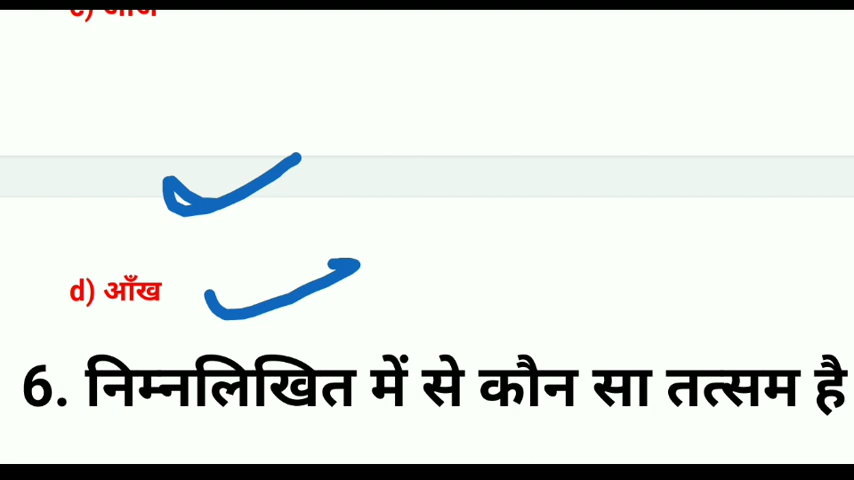 d) आँख
6. निम्नलिखित में से कौन सा तत्सम है